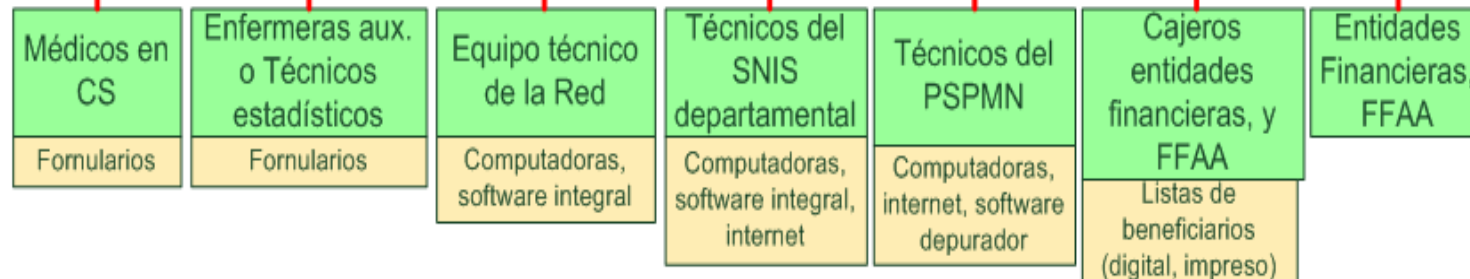 Médicos en
CS
Fornularios
Enfermeras aux.
o Técnicos
estadísticos
Fornularios
Equipo técnico
de la Red
Computadoras,
software integral
Técnicos del
SNIS
departamental
Computadoras,
software integral,
internet
Técnicos del
PSPMN
Computadoras,
internet, software
depurador
Cajeros
entidades
financieras, y
FFAA
Listas de
beneficiarios
(digital, impreso)
Entidades
Financieras,
FFAA